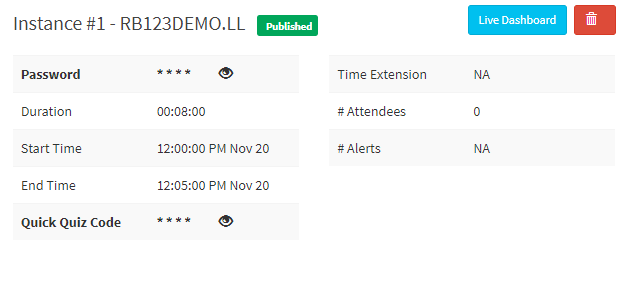 Instance #1 - RB123DEMO.LL Published
Live Dashboard
Password ****
Duration 00:08:00
Start Time 12:00:00 PM Nov 20
End Time 12:05:00 PM Nov 20
Quick Quiz Code ****
Time Extension NA
# Attendees 0
# Alerts NA